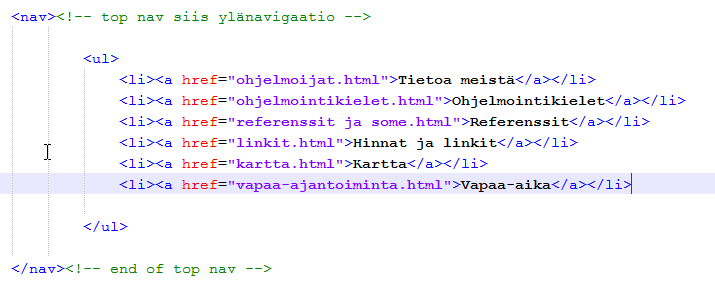 <nav><!-- top nav siis ylänavigaatio -->
<ul>
<li><a href="ohjelmoijat.html">Tietoa meistä</a></li>
<li><a href="ohjelmointikielet.html">Ohjelmointikielet</a></li>
<li><a href="referenssit ja some.html">Referenssit</a></li>
<li><a href="linkit.html">Hinnat ja linkit</a></li>
<li><a href="kartta.html">Kartta</a></li>
<li><a href="vapaa-ajantoiminta.html">Vapaa-aika</a></li>
</ul>
</nav><!-- end of top nav -->